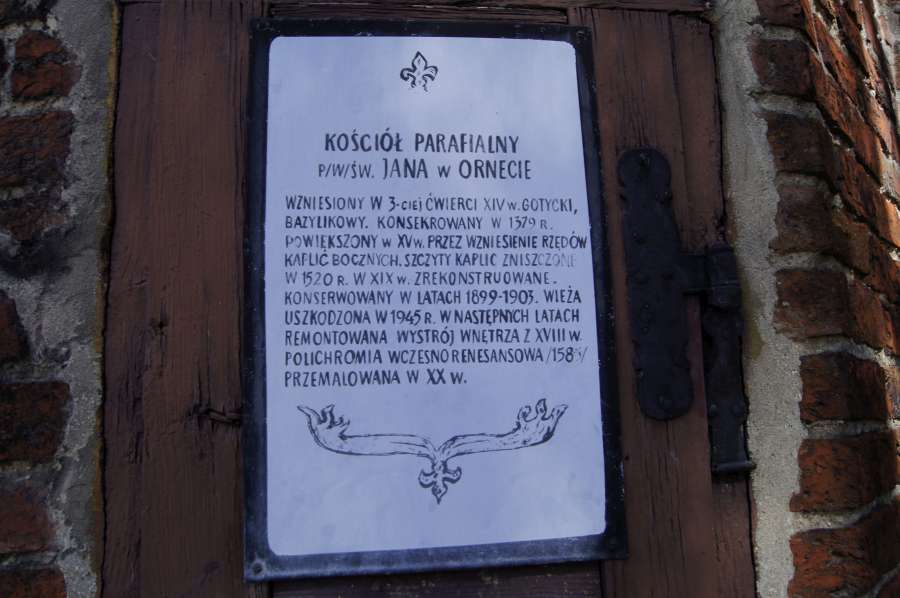 KOŚCIÓŁ PARAFIALNY
P/W/ŚW. JANA W ORNECIE
WZNIESIONY W 3-CIEJ ĆWIERCI XIV W. GOTYCKI,
BAZYLIKOWY. KONSEKROWANY W 1379 R.
POWIĘKSZONY W XV W. PRZEZ WZNIESIENIE RZĘDÓW
KAPLIC BOCZNYCH. SZCZYTY KAPLIC ZNISZCZONE
W 1520 R. W XIX W. ZREKONSTRUOWANE.
KONSERWOWANY W LATACH 1899-1903. WIEŻA
USZKODZONA W 1945 R. W NASTĘPNYCH LATACH
REMONTOWANA WYSTRÓJ WNĘTRZA Z XVIII W.
POLICHROMIA WCZESNORENESANSOWA
PRZEMALOWANA W XX W.